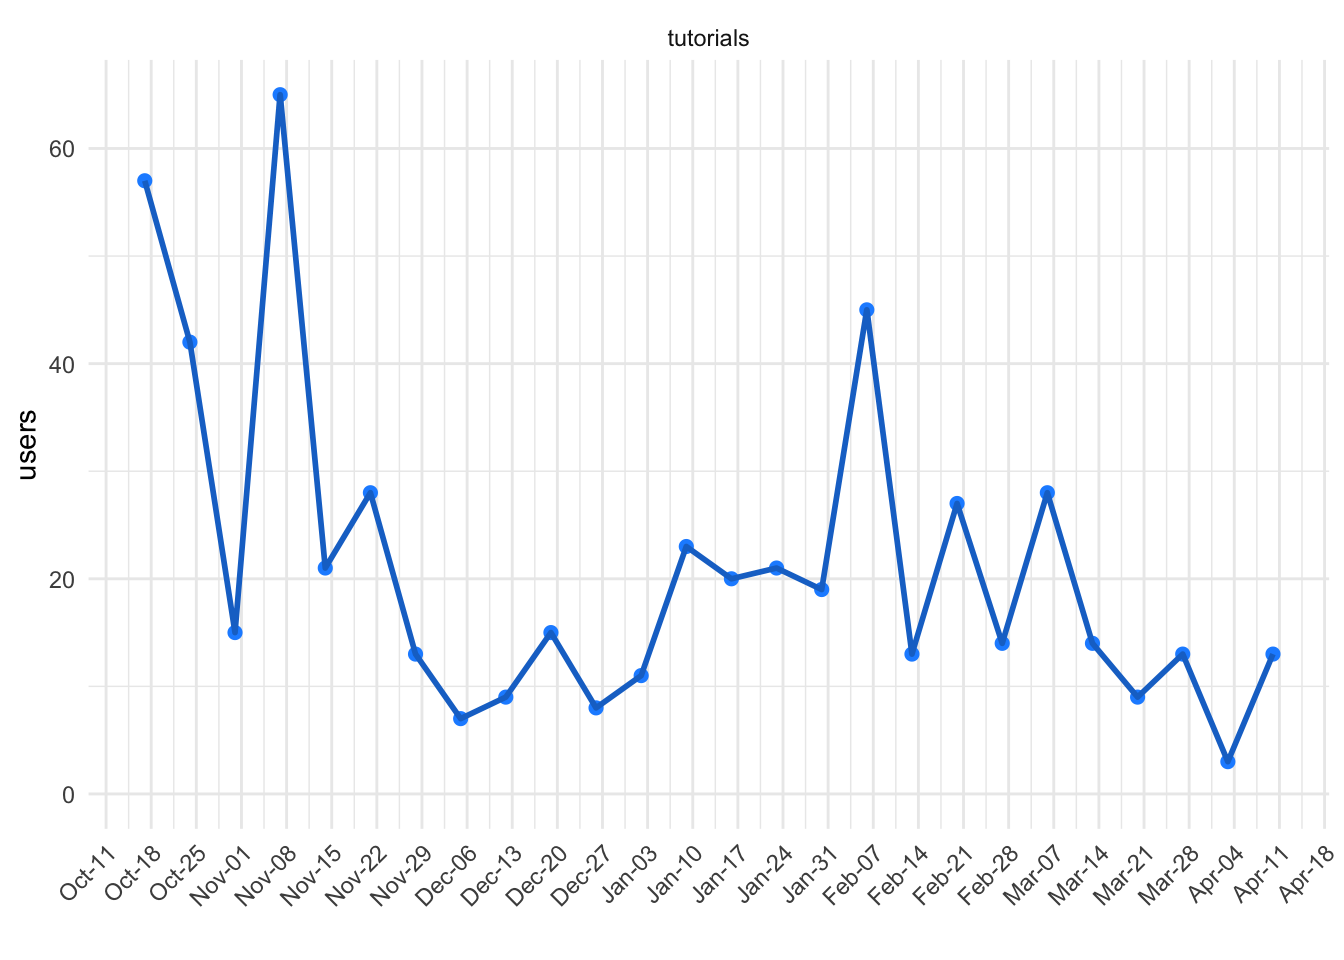 tutorials
users
60
40
20
0
Oct-11
Oct-18
Oct-25
Nov-01
Nov-08
Nov-15
Nov-22
Nov-29
Dec-06
Dec-13
Dec-20
Dec-27
Jan-03
Jan-10
Jan-17
Jan-24
Jan-31
Feb-07
Feb-14
Feb-21
Feb-28
Mar-07
Mar-14
Mar-21
Mar-28
Apr-04
Apr-11
Apr-18